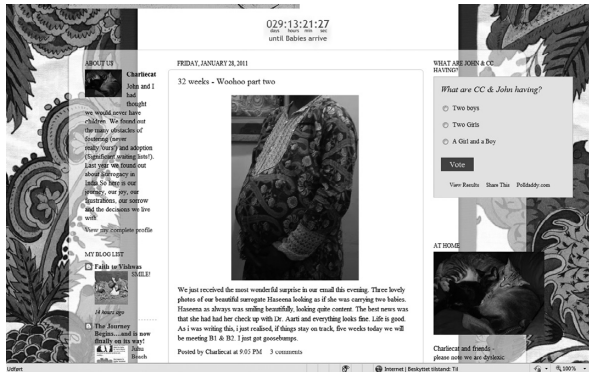 029:13:21:27
days hours min sec
until Babies arrive
ABOUT US
Charliecat
John and I
had
thought
we would never have
children. We found out
the many obstacles of
fostering (never
really 'ours') and adoption
(Significant waiting lists!).
Last year we found out
about Surrogacy in
India So here is our
journey, our joy, our
frustrations, our sorrow
and the decisions we live
with.
View my complete profile
MY BLOG LIST
Faith to Vishwas
SMILE!
14 hours ago
The Journey
Begins....and is now
finally on its way!
Juhu
Beach
FRIDAY, JANUARY 28, 2011
32 weeks - Woohoo part two
We just received the most wonderful surprise in our email this evening. Three lovely
photos of our beautiful surrogate Haseena looking as if she was carrying two babies.
Haseena as always was smiling beautifully, looking quite content. The best news was
that she had had her check up with Dr. Aarti and everything looks fine. Life is good.
As i was writing this, i just realised, if things stay on track, five weeks today we will
be meeting B1 & B2. I just got goosebumps.
Posted by Charliecat at 9:05 PM 3 comments
WHAT ARE JOHN & CC
HAVING?
What are CC & John having?
Two boys
Two Girls
A Girl and a Boy
Vote
View Results Share This Polldaddy.com
AT HOME
Charliecat and friends -
please note we are dyslexic
Udført
Internet | Beskyttet tilstand: Til
100%